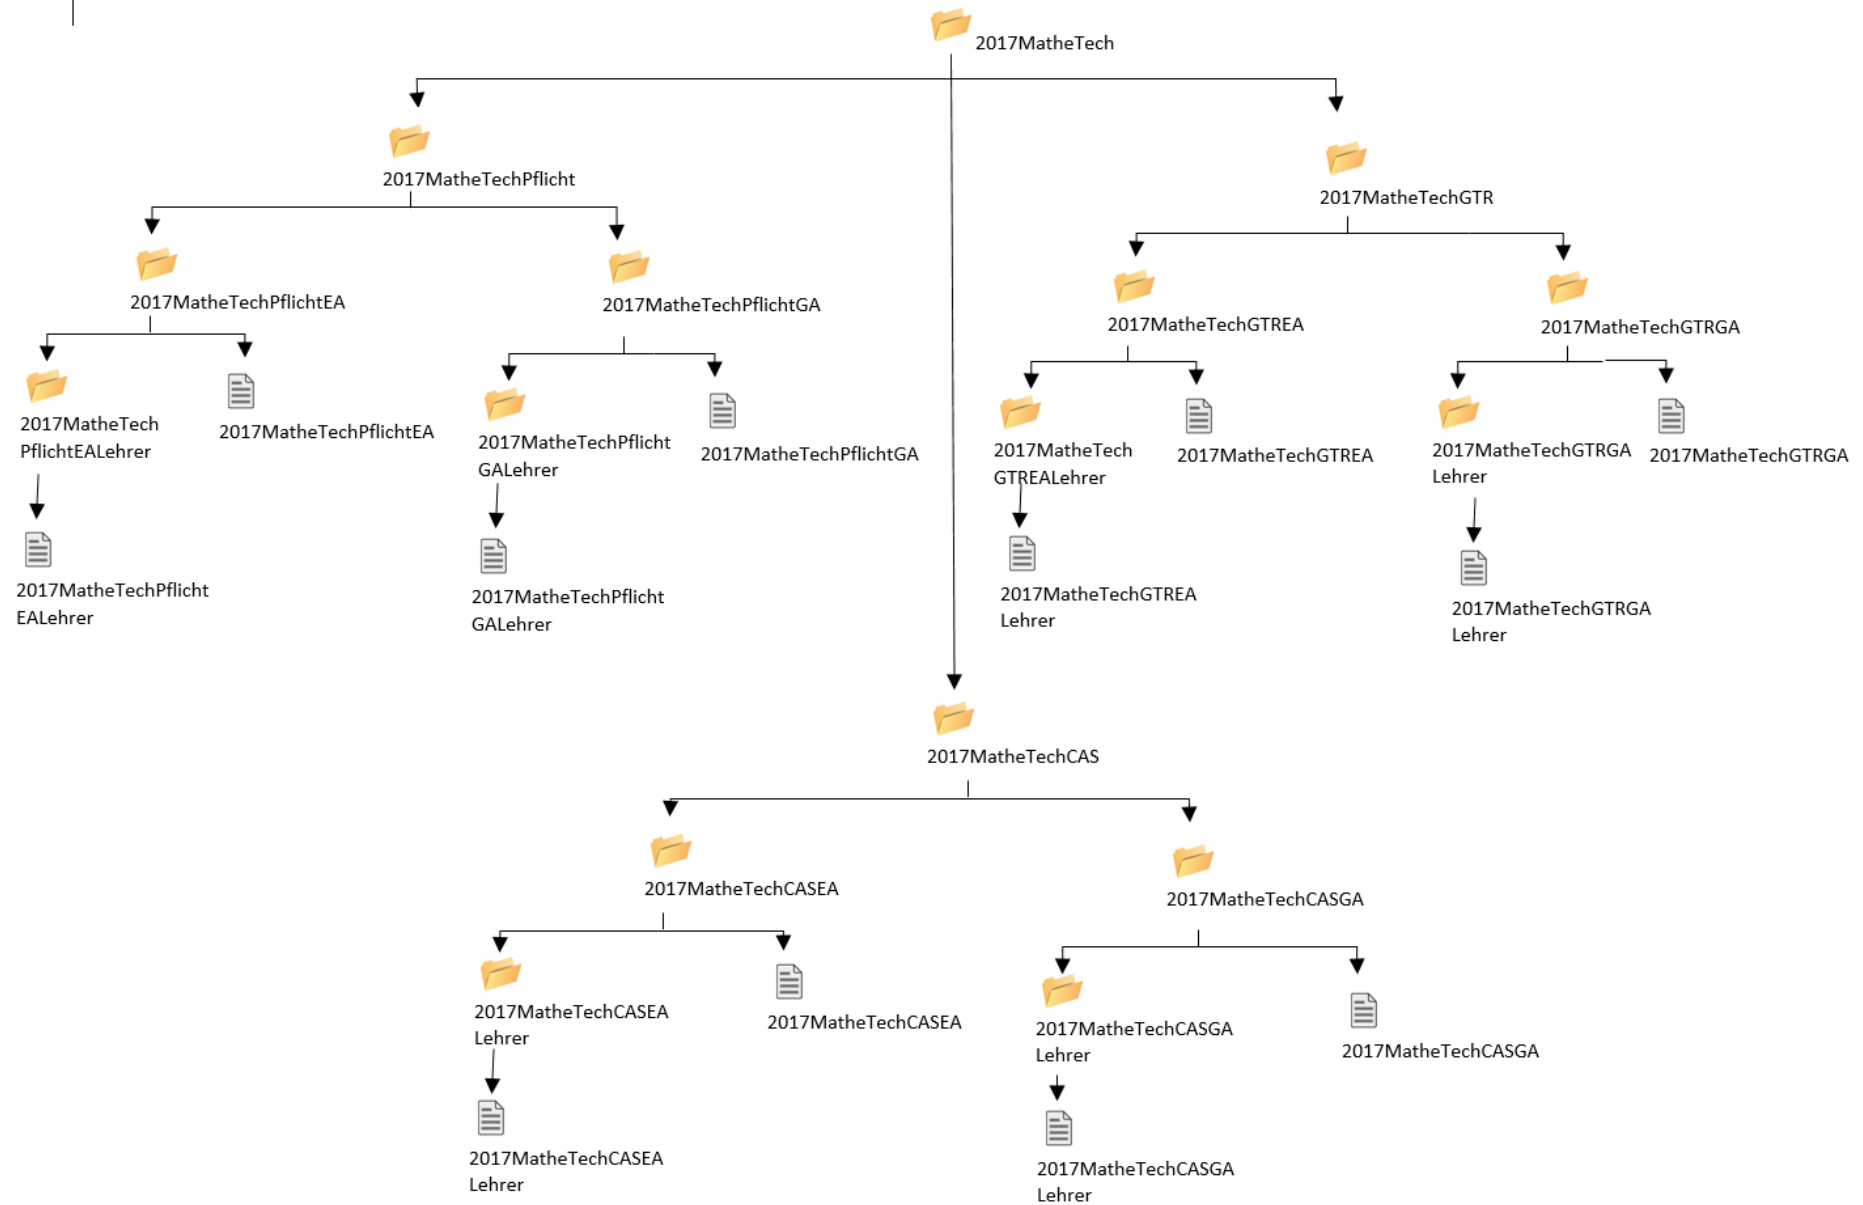 2017MatheTech
2017MatheTechPflicht
2017MatheTechGTR
2017MatheTechPflichtEA
2017MatheTechPflichtGA
2017MatheTechGTREA
2017MatheTechGTRGA
2017MatheTech
PflichtEALehrer
2017MatheTechPflichtEA
2017MatheTechPflicht
GALehrer
2017MatheTechPflichtGA
2017MatheTech
GTREALehrer
2017MatheTechGTREA
2017MatheTechGTRGA
Lehrer
2017MatheTechGTRGA
2017MatheTechPflicht
EALehrer
2017MatheTechPflicht
GALehrer
2017MatheTechGTREA
Lehrer
2017MatheTechGTRGA
Lehrer
2017MatheTechCAS
2017MatheTechCASEA
2017MatheTechCASGA
2017MatheTechCASEA
Lehrer
2017MatheTechCASEA
2017MatheTechCASGA
Lehrer
2017MatheTechCASGA
2017MatheTechCASEA
Lehrer
2017MatheTechCASGA
Lehrer